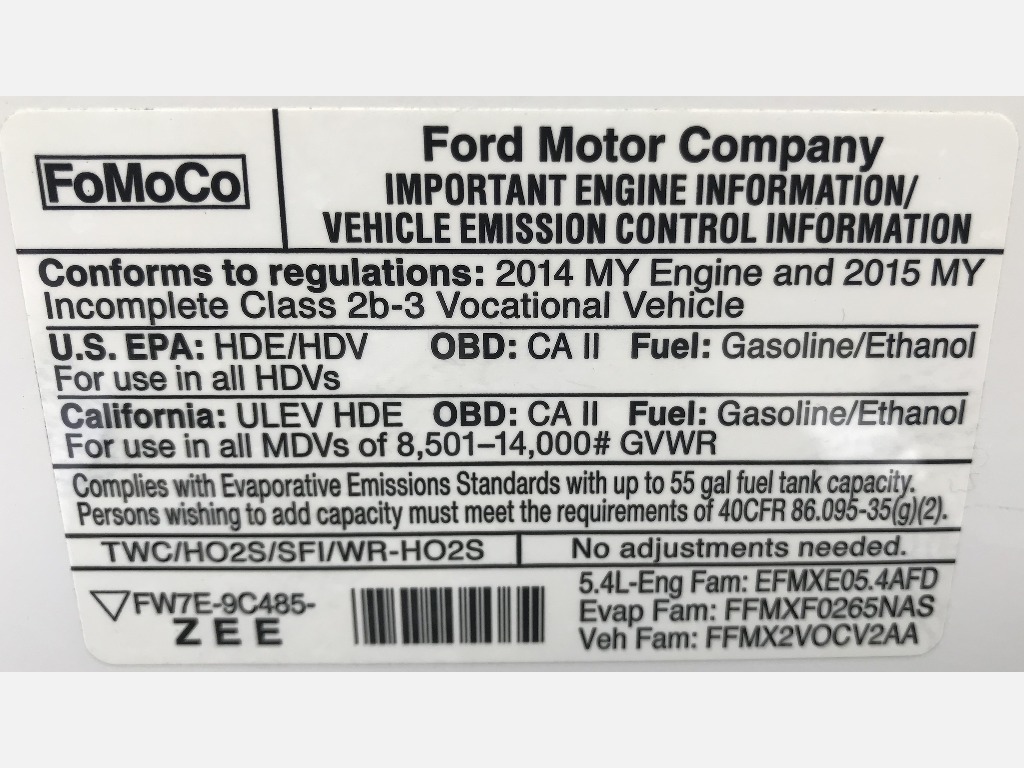 FoMoCo
Ford Motor Company
IMPORTANT ENGINE INFORMATION/
VEHICLE EMISSION CONTROL INFORMATION
Conforms to regulations: 2014 MY Engine and 2015 MY
Incomplete Class 2b-3 Vocational Vehicle
U.S. EPA: HDE/HDV OBD: CA II Fuel: Gasoline/Ethanol
For use in all HDVs
California: ULEV HDE OBD: CA II Fuel: Gasoline/Ethanol
For use in all MDVs of 8,501–14,000# GVWR
Complies with Evaporative Emissions Standards with up to 55 gal fuel tank capacity.
Persons wishing to add capacity must meet the requirements of 40CFR 86.095-35(g)(2).
TWC/HO2S/SFI/WR-HO2S No adjustments needed.
FW7E-9C485-
ZEE
5.4L-Eng Fam: EFMXE05.4AFD
Evap Fam: FFMXF0265NAS
Veh Fam: FFMX2VOCV2AA